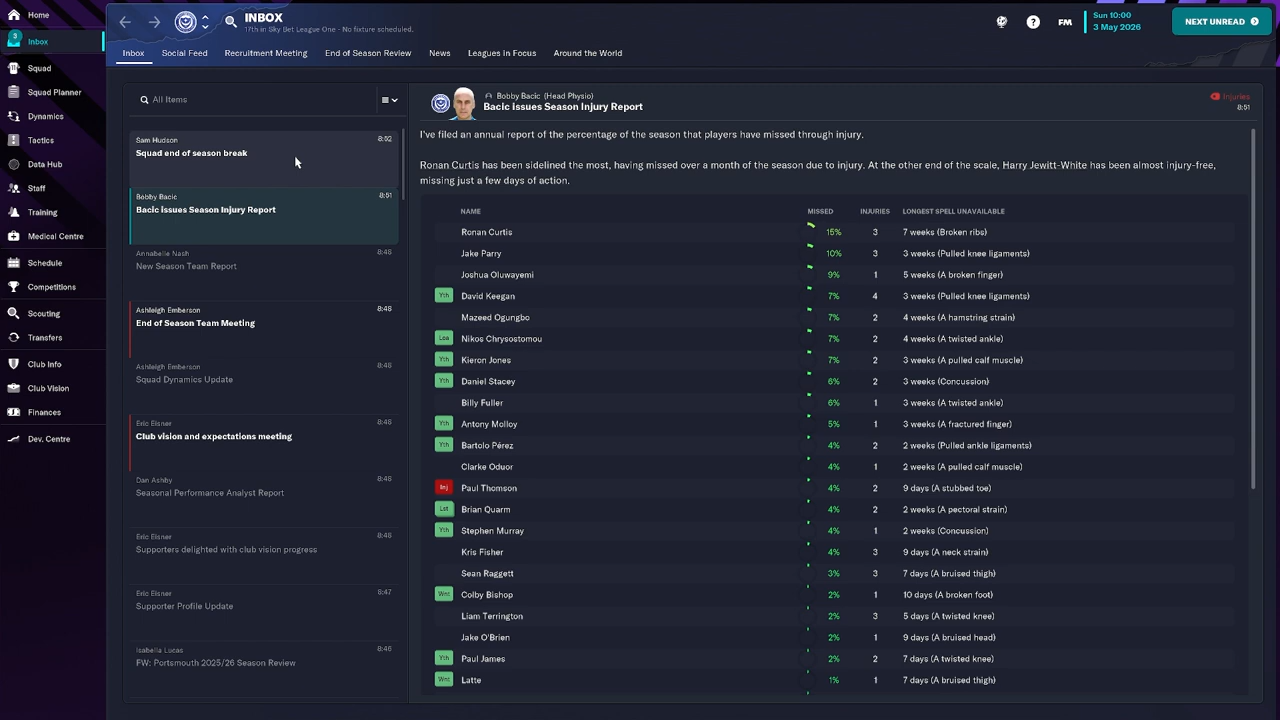 Home
3
Inbox
Squad
Squad Planner
Dynamics
Tactics
Data Hub
Staff
Training
Medical Centre
Schedule
Competitions
Scouting
Transfers
Club Info
Club Vision
Finances
Dev. Centre
INBOX
17th in Sky Bet League One - No fixture scheduled.
?
FM
Sun 10:00
3 May 2026
NEXT UNREAD
Inbox Social Feed Recruitment Meeting End of Season Review News Leagues in Focus Around the World
All Items
Sam Hudson 8:52
Squad end of season break
Bobby Bacic 8:51
Bacic issues Season Injury Report
Annabelle Nash 8:48
New Season Team Report
Ashleigh Emberson 8:48
End of Season Team Meeting
Ashleigh Emberson 8:48
Squad Dynamics Update
Eric Eisner 8:48
Club vision and expectations meeting
Dan Ashby 8:48
Seasonal Performance Analyst Report
Eric Eisner 8:48
Supporters delighted with club vision progress
Eric Eisner 8:47
Supporter Profile Update
Isabella Lucas 8:46
FW: Portsmouth 2025/26 Season Review
Bobby Bacic (Head Physio)
Bacic issues Season Injury Report
Injuries
8:51
I've filed an annual report of the percentage of the season that players have missed through injury.
Ronan Curtis has been sidelined the most, having missed over a month of the season due to injury. At the other end of the scale, Harry Jewitt-White has been almost injury-free,
missing just a few days of action.
NAME MISSED INJURIES LONGEST SPELL UNAVAILABLE
Ronan Curtis 15% 3 7 weeks (Broken ribs)
Jake Parry 10% 3 3 weeks (Pulled knee ligaments)
Joshua Oluwayemi 9% 1 5 weeks (A broken finger)
Yth David Keegan 7% 4 3 weeks (Pulled knee ligaments)
Mazeed Ogungbo 7% 2 4 weeks (A hamstring strain)
Loa Nikos Chrysostomou 7% 2 4 weeks (A twisted ankle)
Yth Kieron Jones 7% 2 3 weeks (A pulled calf muscle)
Yth Daniel Stacey 6% 2 3 weeks (Concussion)
Billy Fuller 6% 1 3 weeks (A twisted ankle)
Yth Antony Molloy 5% 1 3 weeks (A fractured finger)
Yth Bartolo Pérez 4% 2 2 weeks (Pulled ankle ligaments)
Clarke Oduor 4% 1 2 weeks (A pulled calf muscle)
Inj Paul Thomson 4% 2 9 days (A stubbed toe)
Lst Brian Quarm 4% 2 2 weeks (A pectoral strain)
Yth Stephen Murray 4% 1 2 weeks (Concussion)
Kris Fisher 4% 3 9 days (A neck strain)
Sean Raggett 3% 3 7 days (A bruised thigh)
Wnt Colby Bishop 2% 1 10 days (A broken foot)
Liam Terrington 2% 3 5 days (A twisted knee)
Jake O'Brien 2% 1 9 days (A bruised head)
Yth Paul James 2% 2 7 days (A twisted knee)
Wnt Latte 1% 1 7 days (A bruised thigh)